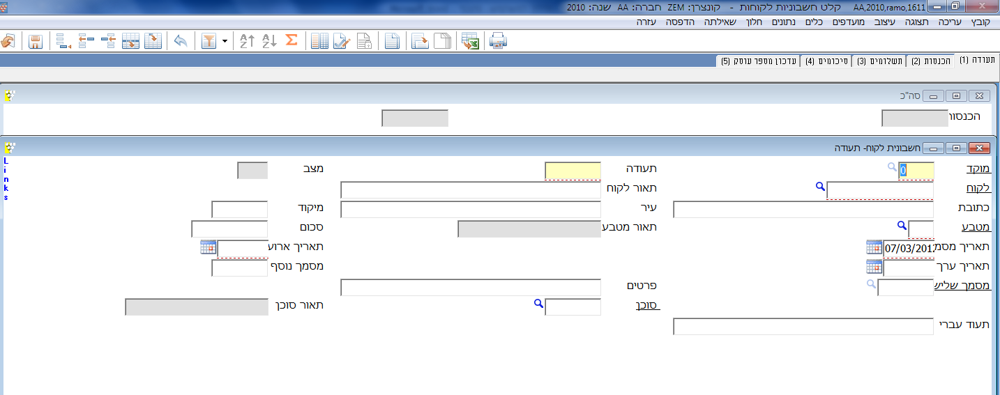 קלט חשבוניות לקוחות - קונצרן: ZEM חברה: AA שנה: 2010 AA,2010,ramo,1611
קובץ עריכה תצוגה עיצוב מועדפים כלים נתונים חלון שאילתה הדפסה עזרה
תעודה (1) הכנסות (2) תשלומים (3) סיכומים (4) עדכון מספר עוסק (5)
סה"כ
הכנסות
חשבונית לקוח- תעודה
Links
מוקד 0 תעודה מצב
לקוח תאור לקוח
כתובת עיר מיקוד
מטבע תאור מטבע סכום
תאריך מסמ 07/03/2012 תאריך ארוע
תאריך ערך מסמך נוסף
מסמך שליש פרטים
סוכן תאור סוכן
תעוד עברי